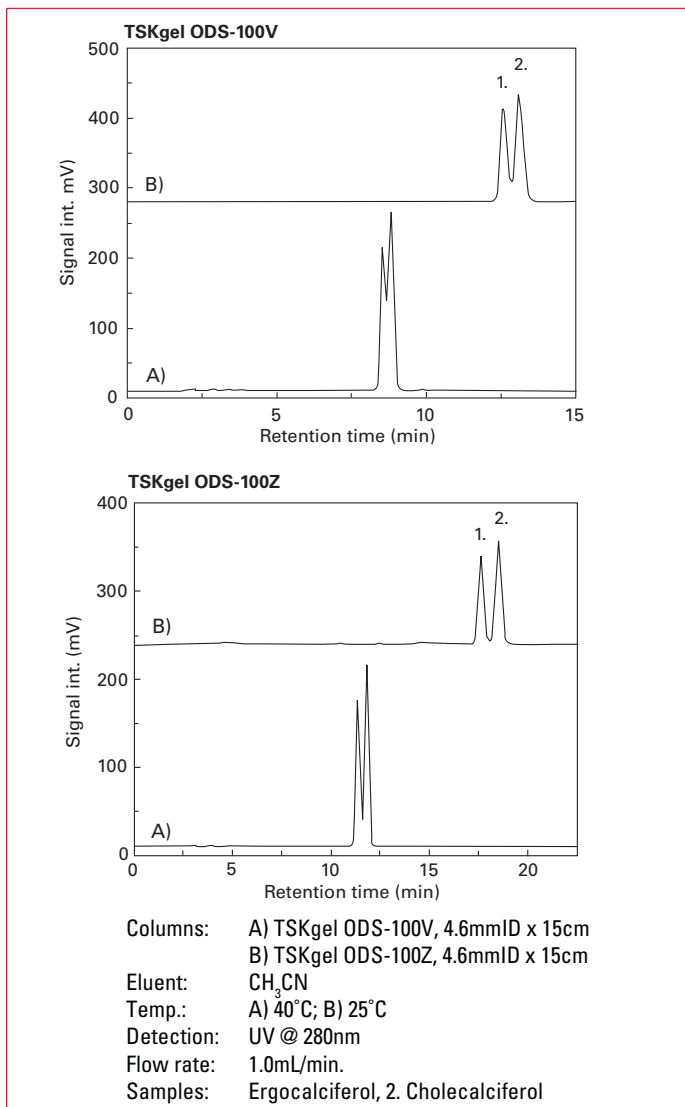 TSKgel ODS-100V
500
400
300
200
100
0
Signal int. mV)
B)
A)
1.
2.
0 5 10 15
Retention time (min)
TSKgel ODS-100Z
400
300
200
100
0
Signal int. (mV)
B)
A)
1.
2.
0 5 10 15 20
Retention time (min)
Columns: A) TSKgel ODS-100V, 4.6mmID x 15cm
B) TSKgel ODS-100Z, 4.6mmID x 15cm
Eluent: CH3CN
Temp.: A) 40˚C; B) 25˚C
Detection: UV @ 280nm
Flow rate: 1.0mL/min.
Samples: Ergocalciferol, 2. Cholecalciferol